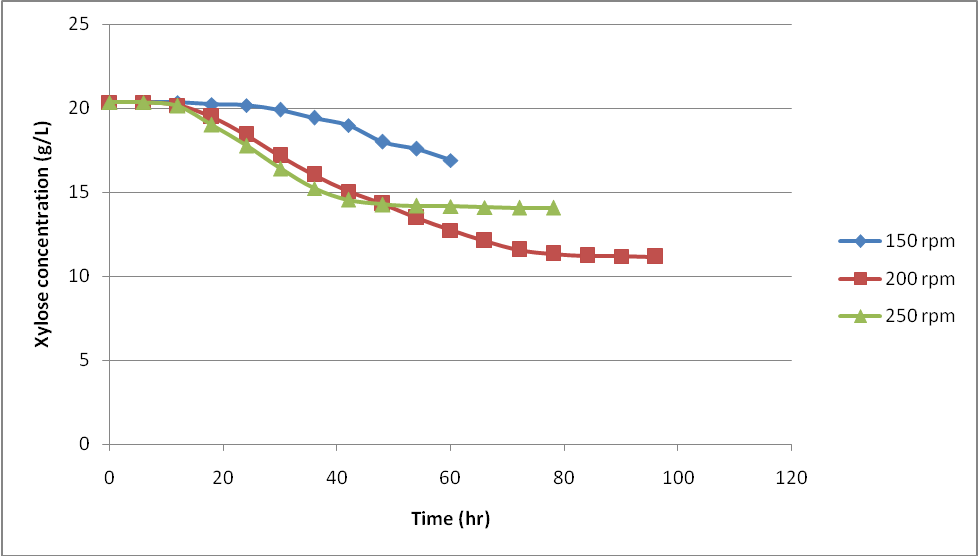 25
20
15
10
5
0
0 20 40 60 80 100 120
Xylose concentration (g/L)
Time (hr)
150 rpm
200 rpm
250 rpm